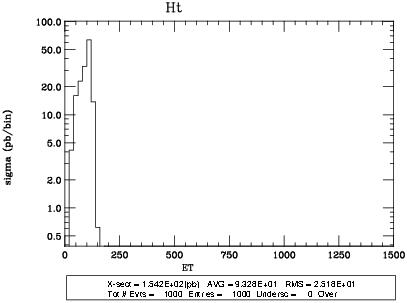 Ht
100.0
50.0
20.0
10.0
5.0
2.0
1.0
0.5
sigma (pb/bin)
0 250 500 750 1000 1250 1500
ET
X-sect = 1.542E+02(pb) AVG = 9.328E+01 RMS = 2.518E+01
Tot # Evts = 1000 Entries = 1000 Undersc = 0 Over